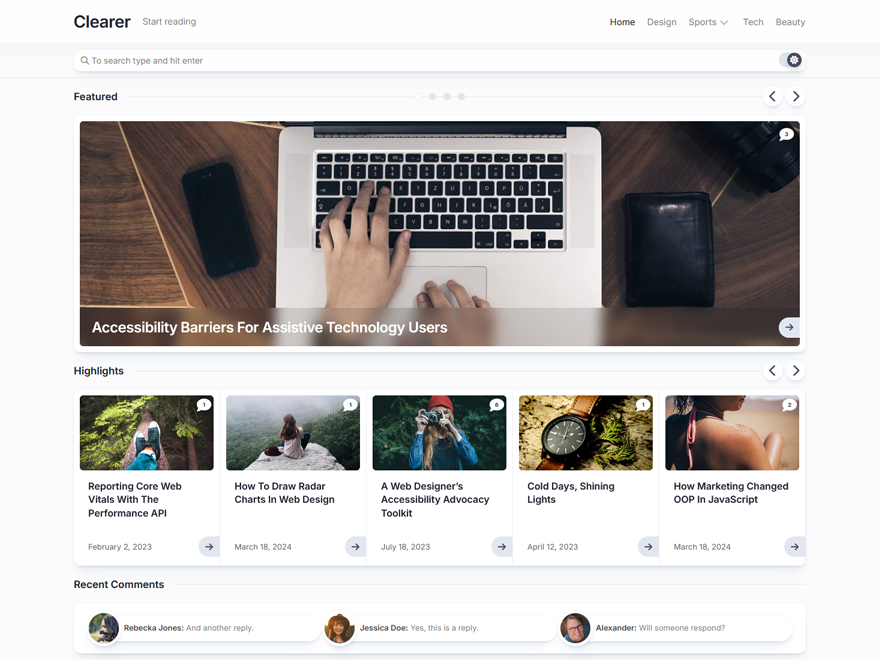 Clearer
Start reading
Home Design Sports Tech Beauty
To search type and hit enter
Featured
3
Accessibility Barriers For Assistive Technology Users
Highlights
1
1
6
1
2
Reporting Core Web
Vitals With The
Performance API
February 2, 2023
How To Draw Radar
Charts In Web Design
March 18, 2024
A Web Designer's
Accessibility Advocacy
Toolkit
July 18, 2023
Cold Days, Shining
Lights
April 12, 2023
How Marketing Changed
OOP In JavaScript
March 18, 2024
Recent Comments
Rebecka Jones: And another reply.
Jessica Doe: Yes, this is a reply.
Alexander: Will someone respond?